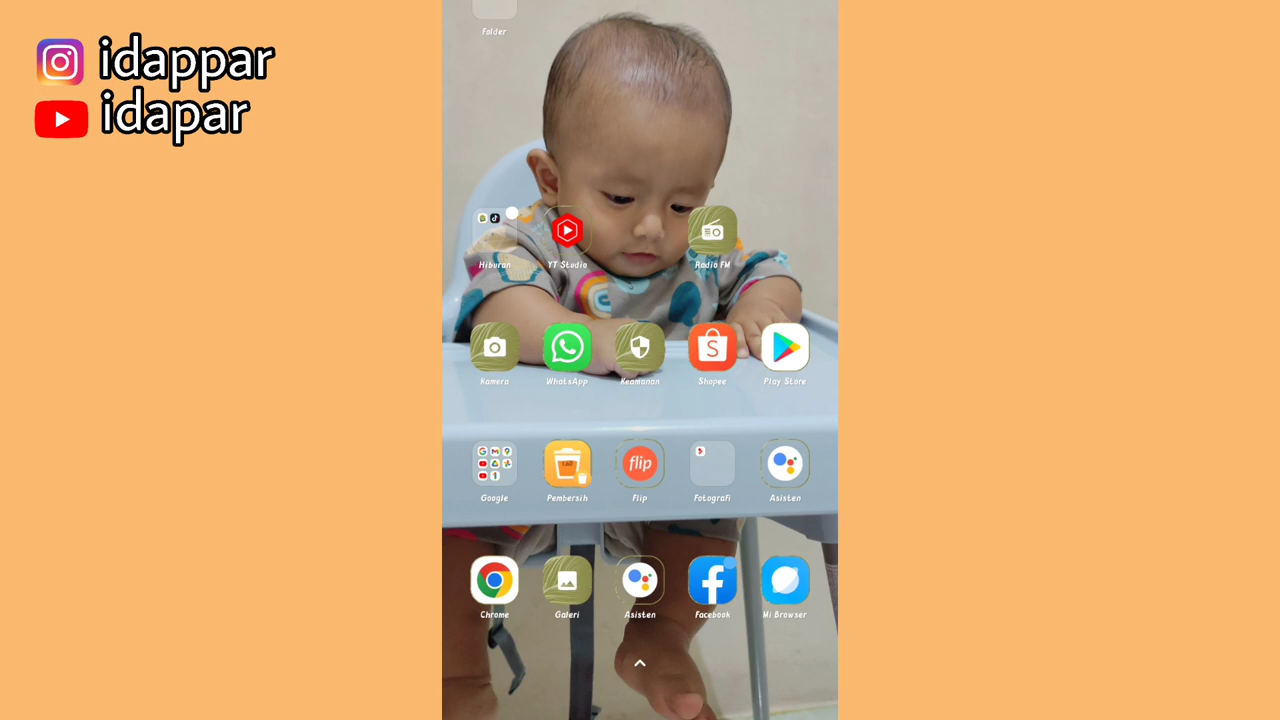 idappar
idapar
Folder
Hiburan
YT Studio
Radio FM
S
Kamera
WhatsApp
Keamanan
Shopee
Play Store
flip
Google
Pembersih
Flip
Fotografi
Asisten
Chrome
Galeri
Asisten
Facebook
Mi Browser